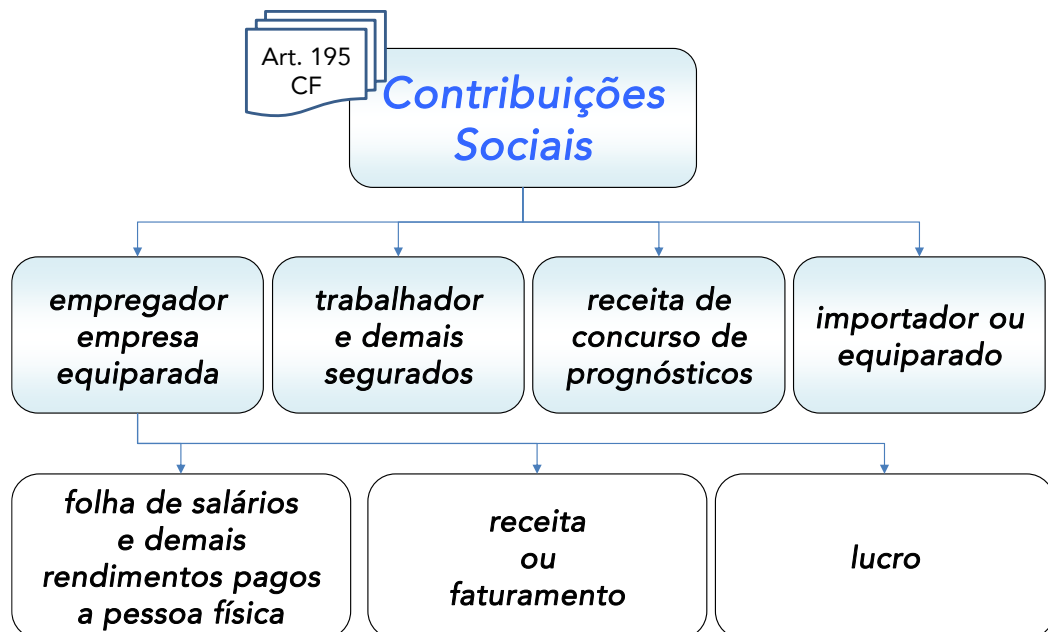 Art. 195
CF
Contribuições
Sociais
empregador
empresa
equiparada
trabalhador
e demais
segurados
receita de
concurso de
prognósticos
importador ou
equiparado
folha de salários
e demais
rendimentos pagos
a pessoa física
receita
ou
faturamento
lucro